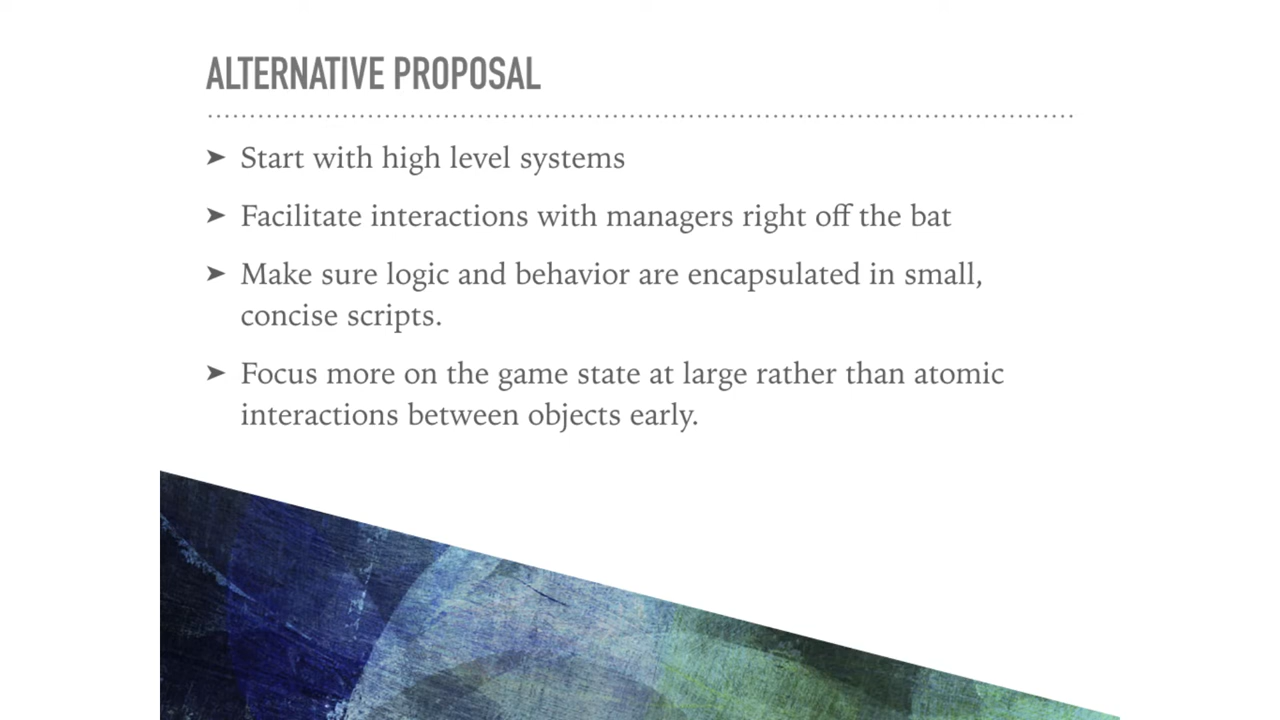 ALTERNATIVE PROPOSAL
➤ Start with high level systems
➤ Facilitate interactions with managers right off the bat
➤ Make sure logic and behavior are encapsulated in small,
concise scripts.
➤ Focus more on the game state at large rather than atomic
interactions between objects early.